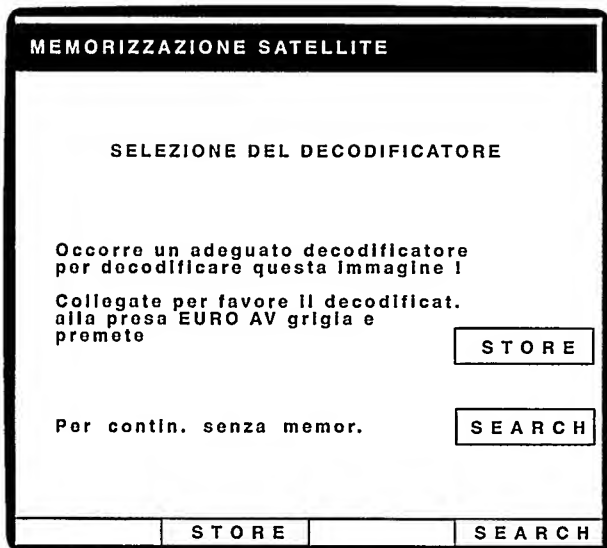 MEMORIZZAZIONE SATELLITE
SELEZIONE DEL DECODIFICATORE
Occorre un adeguato decodificatore
per decodificare questa immagine !
Collegate per favore il decodificat.
alla presa EURO AV grigia e
premete
STORE
Per contin. senza memor.
SEARCH
STORE SEARCH